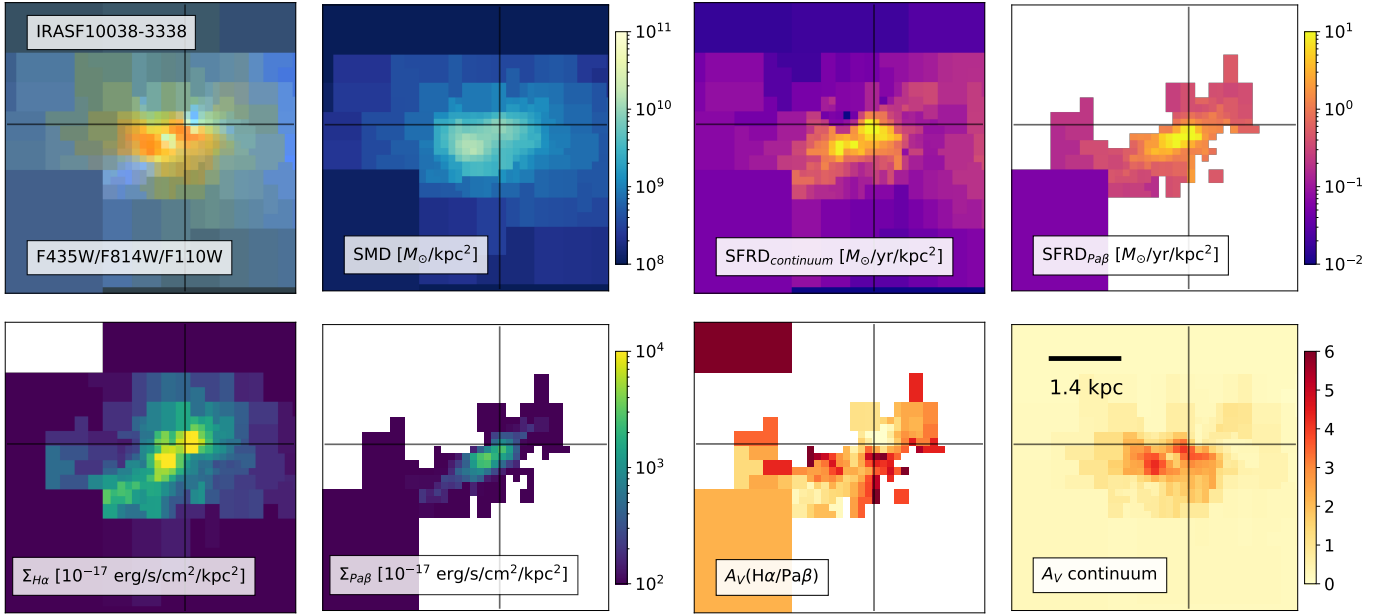 IRASF10038-3338
F435W/F814W/F110W
SMD [M⊙/kpc²]
10¹¹
10¹⁰
10⁹
10⁸
SFRD_continuum [M⊙/yr/kpc²]
SFRD_Paβ [M⊙/yr/kpc²]
10¹
10⁰
10⁻¹
10⁻²
Σ_Hα [10⁻¹⁷ erg/s/cm²/kpc²]
Σ_Paβ [10⁻¹⁷ erg/s/cm²/kpc²]
10⁴
10³
10²
A_V(Hα/Paβ)
1.4 kpc
A_V continuum
6
5
4
3
2
1
0